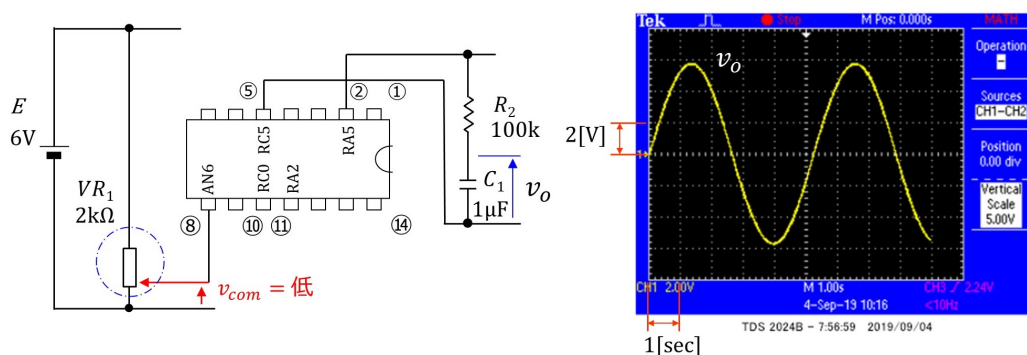 E
6V
VR₁
2kΩ
v_com = 低
⑤
②
①
RC5
RA5
AN6
RC0
RA2
⑧
⑩
⑪
⑭
R₂
100k
C₁
1μF
v_o
Tek
Stop
M Pos: 0.000s
MATH
v_o
Operation
−
Sources
CH1-CH2
Position
0.00 div
Vertical
Scale
5.00V
2[V]
CH1 2.00V
M 1.00s
CH3 ∫ 2.24V
4-Sep-19 10:16
<10Hz
TDS 2024B - 7:56:59 2019/09/04
1[sec]